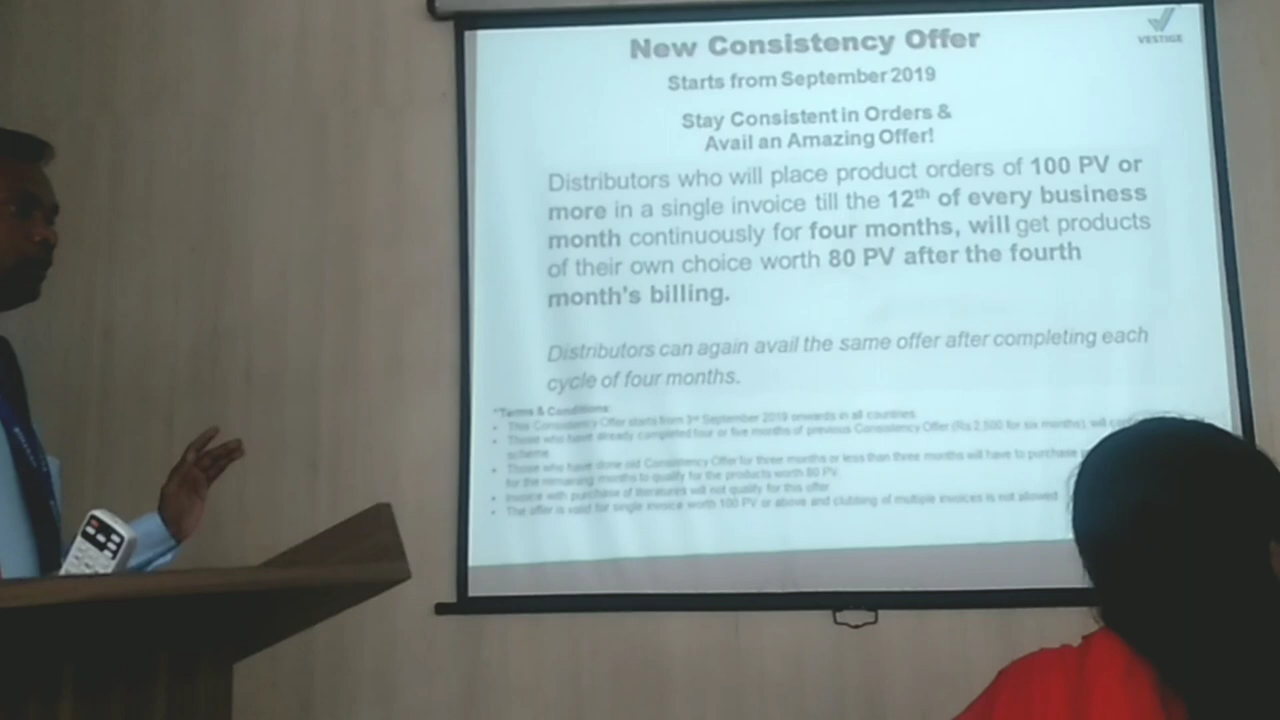 New Consistency Offer
VESTIGE
Starts from September 2019
Stay Consistent in Orders &
Avail an Amazing Offer!
Distributors who will place product orders of 100 PV or
more in a single invoice till the 12th of every business
month continuously for four months, will get products
of their own choice worth 80 PV after the fourth
month's billing.
Distributors can again avail the same offer after completing each
cycle of four months.
*Terms & Conditions:
• This Consistency Offer starts from 3rd September 2019 onwards in all countries
• Those who have already completed four or five months of previous Consistency Offer (Rs 2,500 for six months), will
scheme
• Those who have done old Consistency Offer for three months or less than three months will have to purchase
for the remaining months to qualify for the products worth 80 PV
• Invoice with purchase of literatures will not qualify for this offer
• The offer is valid for single invoice worth 100 PV or above and clubbing of multiple invoices is not allowed